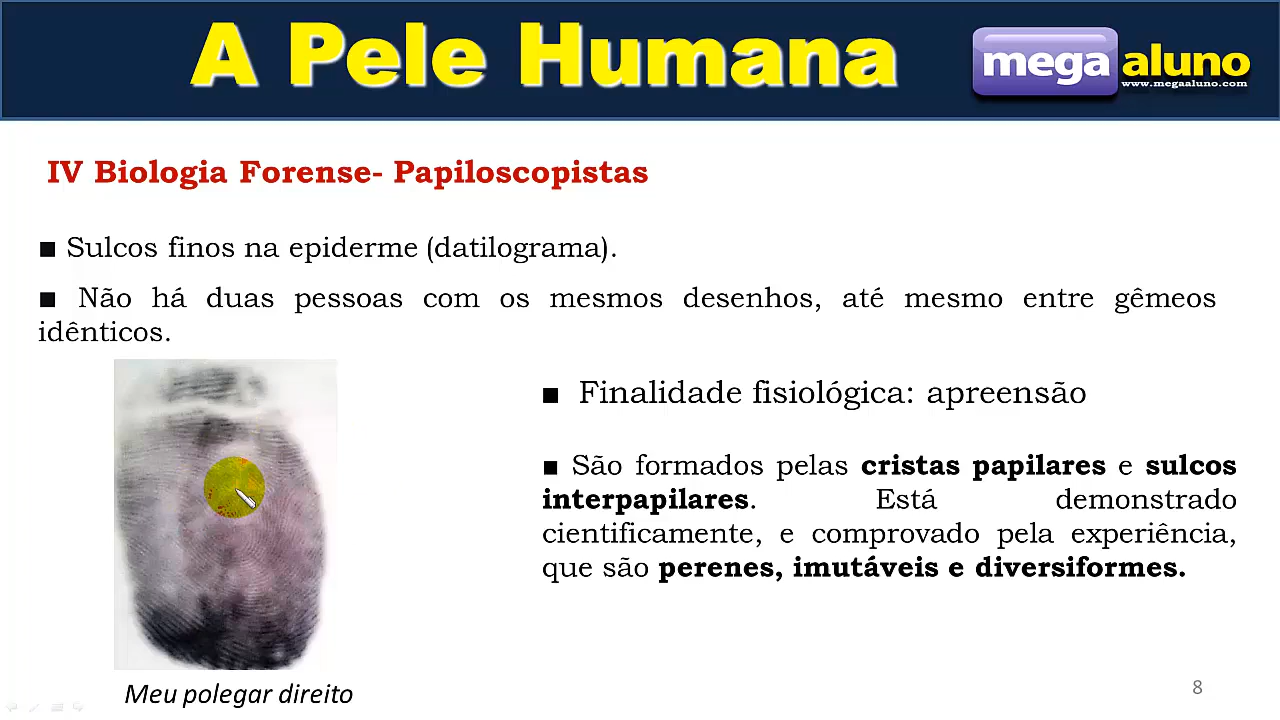 A Pele Humana
mega aluno
www.megaaluno.com
IV Biologia Forense- Papiloscopistas
■ Sulcos finos na epiderme (datilograma).
■ Não há duas pessoas com os mesmos desenhos, até mesmo entre gêmeos
idênticos.
■ Finalidade fisiológica: apreensão
■ São formados pelas cristas papilares e sulcos
interpapilares. Está demonstrado
cientificamente, e comprovado pela experiência,
que são perenes, imutáveis e diversiformes.
Meu polegar direito
8